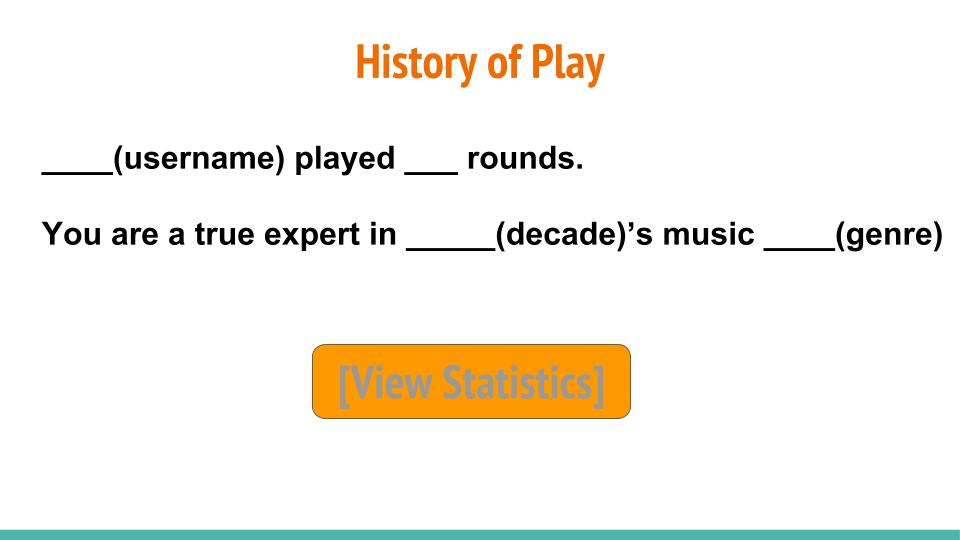 History of Play
____(username) played ___ rounds.
You are a true expert in _____(decade)’s music ____(genre)
[View Statistics]